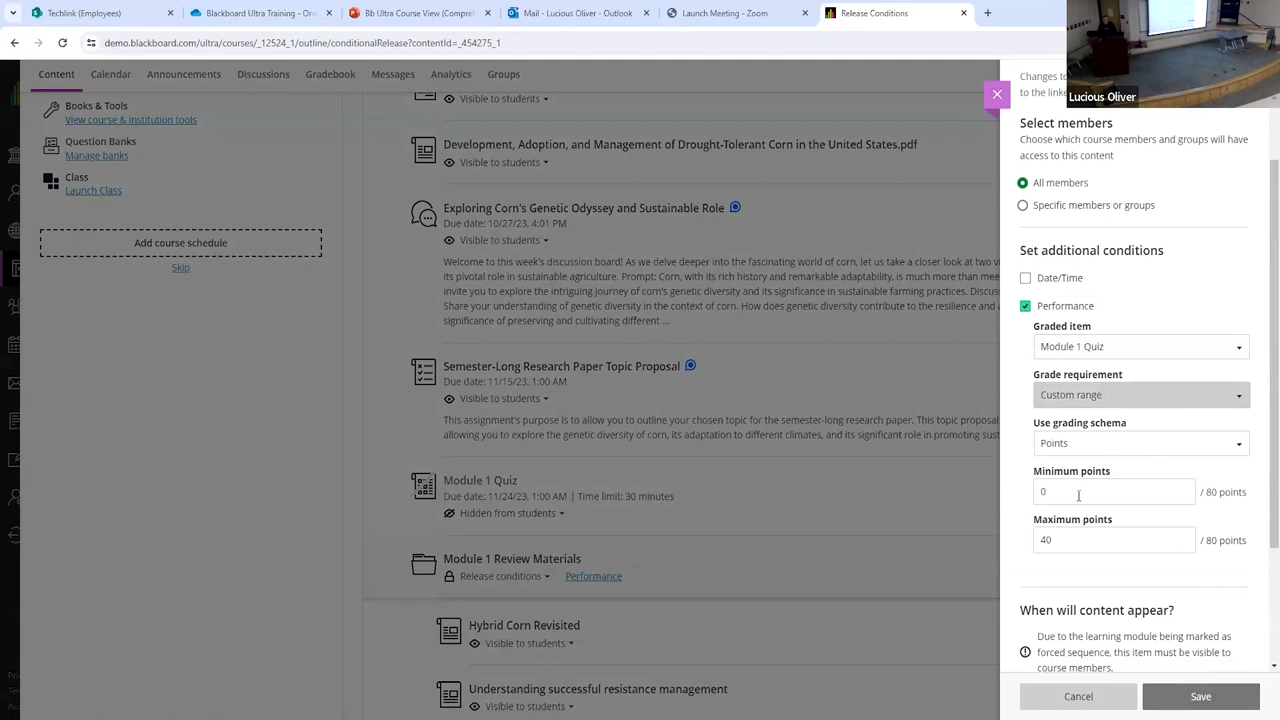 Techlink (External)
Blackboard Ultra Training - Lin
Bb Ultra Course View (Compe
Mail - Lucious Oliver - Outlook
Launch Meeting - Zoom
Release Conditions
demo.blackboard.com/ultra/courses/_12524_1/outline/conditionalRelease?contentId=_454275_1
Lucious Oliver
Content
Calendar
Announcements
Discussions
Gradebook
Messages
Analytics
Groups
Books & Tools
View course & institution tools
Question Banks
Manage banks
Class
Launch Class
Add course schedule
Skip
Visible to students
Development, Adoption, and Management of Drought-Tolerant Corn in the United States.pdf
Visible to students
Exploring Corn's Genetic Odyssey and Sustainable Role
Due date: 10/27/23, 4:01 PM
Visible to students
Welcome to this week's discussion board! As we delve deeper into the fascinating world of corn, let us take a closer look at two vi
its pivotal role in sustainable agriculture. Prompt: Corn, with its rich history and remarkable adaptability, is much more than me
invite you to explore the intriguing journey of corn's genetic diversity and its significance in sustainable farming practices. Discus
Share your understanding of genetic diversity in the context of corn. How does genetic diversity contribute to the resilience and a
significance of preserving and cultivating different ...
Semester-Long Research Paper Topic Proposal
Due date: 11/15/23, 1:00 AM
Visible to students
This assignment's purpose is to allow you to outline your chosen topic for the semester-long research paper. This topic proposal
allowing you to explore the genetic diversity of corn, its adaptation to different climates, and its significant role in promoting sust
Module 1 Quiz
Due date: 11/24/23, 1:00 AM | Time limit: 30 minutes
Hidden from students
Module 1 Review Materials
Release conditions
Performance
Hybrid Corn Revisited
Visible to students
Understanding successful resistance management
Visible to students
Changes to
to the linke
Select members
Choose which course members and groups will have
access to this content
All members
Specific members or groups
Set additional conditions
Date/Time
Performance
Graded item
Module 1 Quiz
Grade requirement
Custom range
Use grading schema
Points
Minimum points
0 / 80 points
Maximum points
40 / 80 points
When will content appear?
Due to the learning module being marked as
forced sequence, this item must be visible to
course members.
Cancel
Save